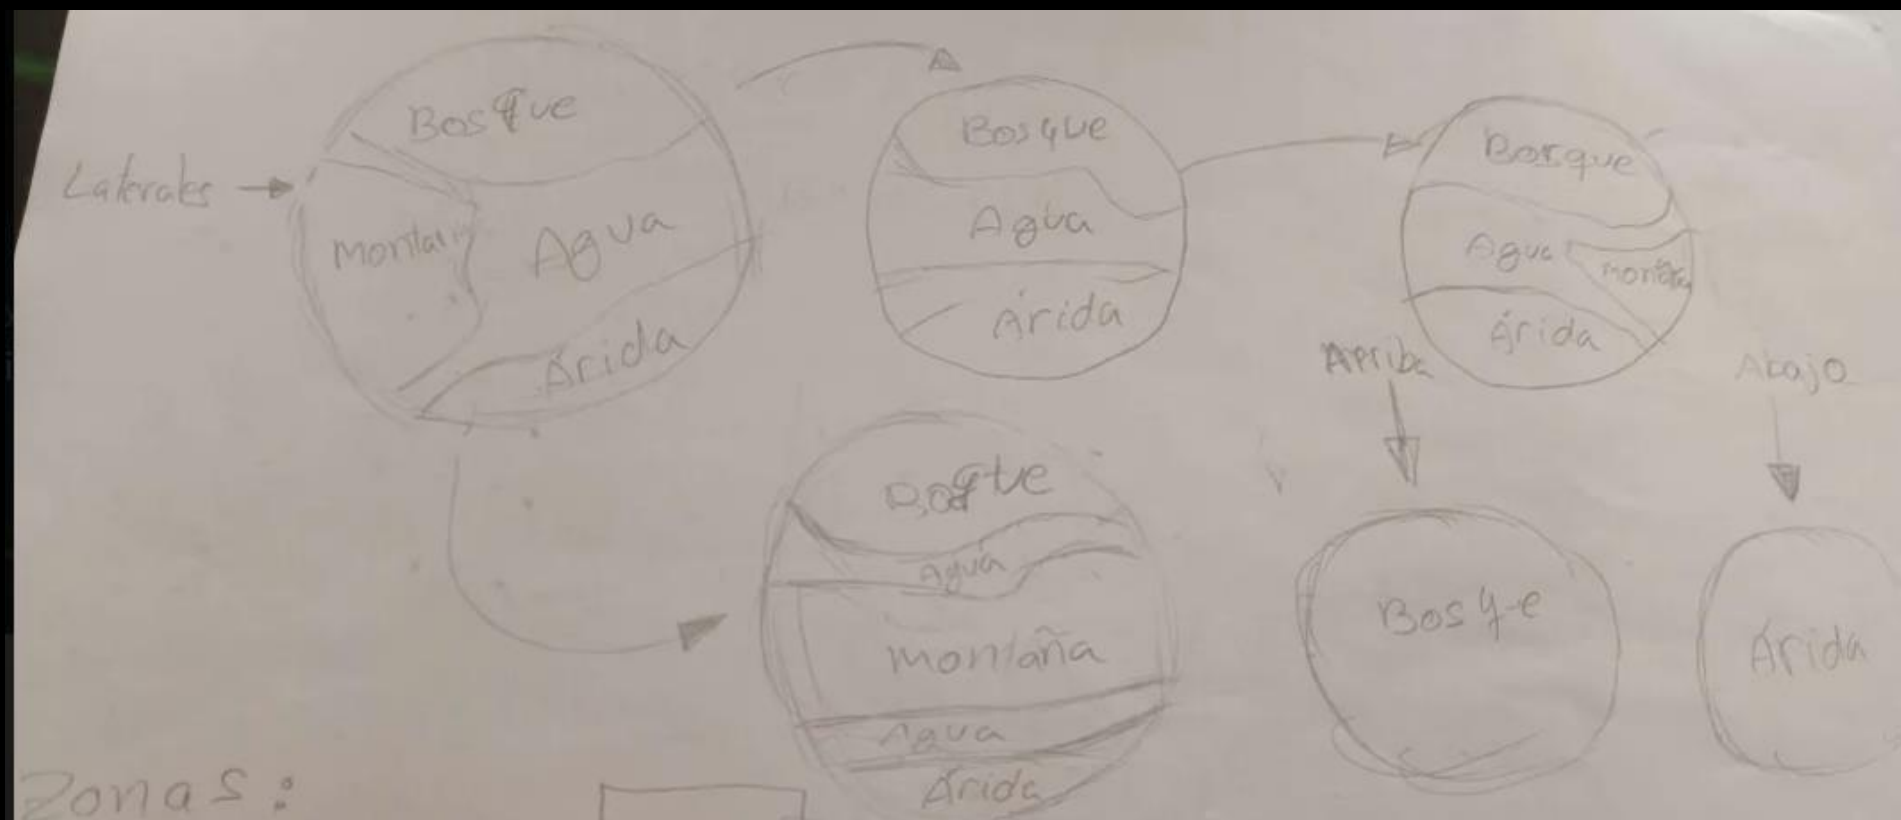 Laterales
Bosque
Montañ
Agua
Árida
Bosque
Agua
Árida
Bosque
Agua
Montaña
Árida
Bosque
Agua
Montaña
Agua
Árida
Arriba
Bosque
Abajo
Árida
Zonas: